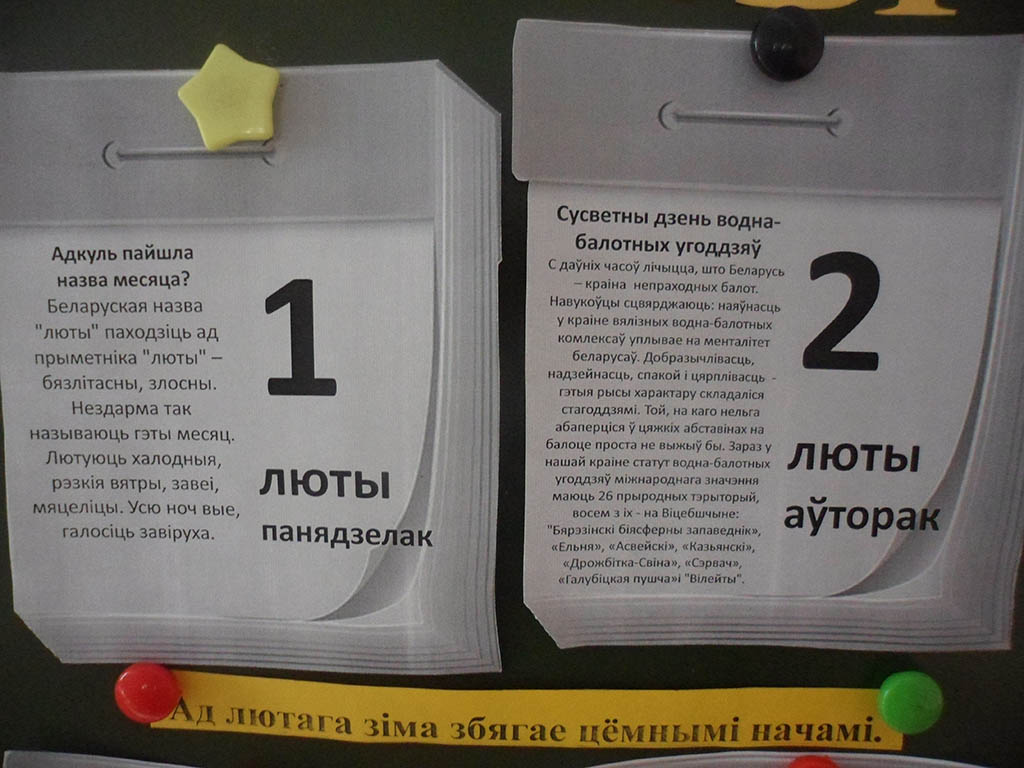 Адкуль пайшла
назва месяца?
Беларуская назва
"люты" паходзіць ад
прыметніка "люты" –
бязлітасны, злосны.
Нездарма так
называюць гэты месяц.
Лютуюць халодныя,
рэзкія вятры, завеі,
мяцеліцы. Усю ноч вые,
галосіць завіруха.
1
люты
панядзелак
Сусветны дзень водна-
балотных угоддзяў
С даўніх часоў лічыцца, што Беларусь
– краіна непраходных балот.
Навукоўцы сцвярджаюць: наяўнасць
у краіне вялізных водна-балотных
комлексаў уплывае на менталітет
беларусаў. Добразычлівасць,
надзейнасць, спакой і цярплівасць -
гэтыя рысы характару складаліся
стагоддзямі. Той, на каго нельга
абаперціся ў цяжкіх абставінах на
балоце проста не выжыў бы. Зараз у
нашай краіне статут водна-балотных
угоддзяў міжнароднага значэння
маюць 26 прыродных тэрыторый,
восем з іх - на Віцебшчыне:
"Бярэзінскі біясферны запаведнік»,
«Ельня», «Асвейскі», «Казьянскі»,
«Дрожбітка-Свіна», «Сэрвач»,
«Галубіцкая пушча»і "Вілейты".
2
люты
аўторак
Ад лютага зіма збягае цёмнымі начамі.